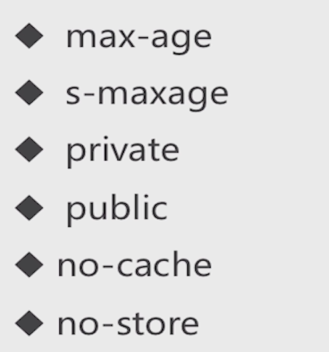 ◆ max-age
◆ s-maxage
◆ private
◆ public
◆ no-cache
◆ no-store